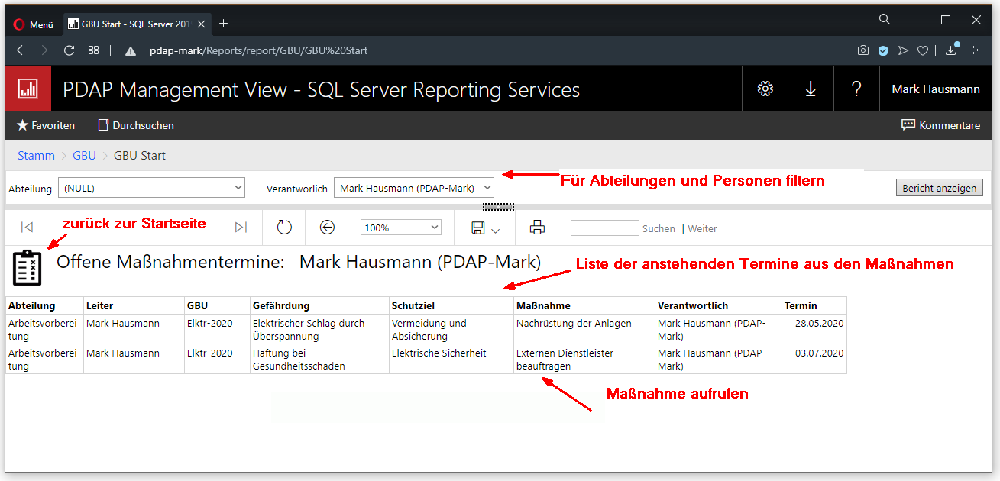 Menü
GBU Start - SQL Server 201
pdap-mark/Reports/report/GBU/GBU%20Start
PDAP Management View - SQL Server Reporting Services
?
Mark Hausmann
Favoriten
Durchsuchen
Kommentare
Stamm > GBU > GBU Start
Abteilung
(NULL)
Verantworlich
Mark Hausmann (PDAP-Mark)
Für Abteilungen und Personen filtern
Bericht anzeigen
zurück zur Startseite
100%
Suchen | Weiter
Offene Maßnahmentermine: Mark Hausmann (PDAP-Mark)
Liste der anstehenden Termine aus den Maßnahmen
Abteilung Leiter GBU Gefährdung Schutziel Maßnahme Verantwortlich Termin
Arbeitsvorberei Mark Hausmann Elktr-2020 Elektrischer Schlag durch Vermeidung und Nachrüstung der Anlagen Mark Hausmann (PDAP- 28.05.2020
tung Überspannung Absicherung Mark)
Arbeitsvorberei Mark Hausmann Elktr-2020 Haftung bei Elektrische Sicherheit Externen Dienstleister Mark Hausmann (PDAP- 03.07.2020
tung Gesundheitsschäden beauftragen Mark)
Maßnahme aufrufen